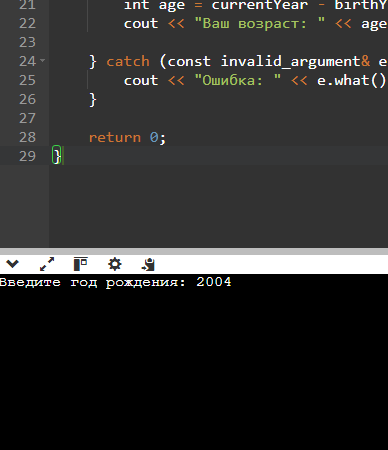 21 int age = currentYear - birthY
22 cout << "Ваш возраст: " << age
23
24 } catch (const invalid_argument& e
25 cout << "Ошибка: " << e.what()
26 }
27
28 return 0;
29 }
Введите год рождения: 2004